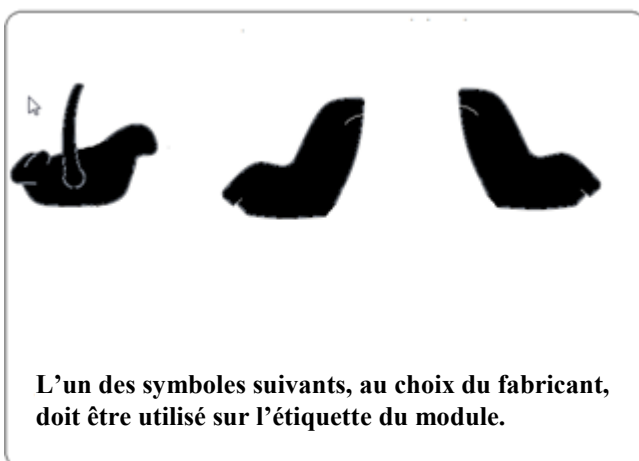 L’un des symboles suivants, au choix du fabricant,
doit être utilisé sur l’étiquette du module.